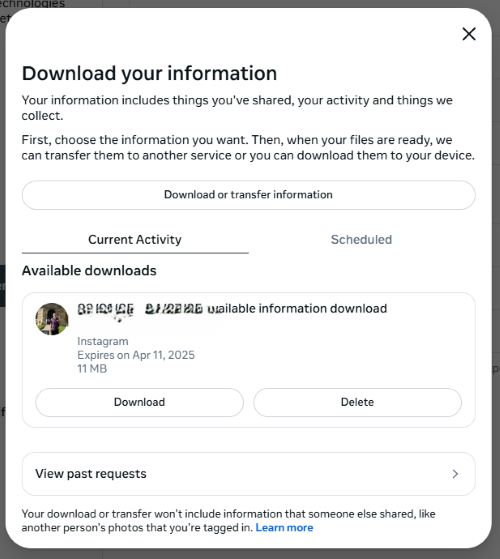 echnologies
et
Download your information
Your information includes things you've shared, your activity and things we
collect.
First, choose the information you want. Then, when your files are ready, we
can transfer them to another service or you can download them to your device.
Download or transfer information
Current Activity
Scheduled
Available downloads
information download
Instagram
Expires on Apr 11, 2025
11 MB
Download
Delete
View past requests
Your download or transfer won't include information that someone else shared, like
another person's photos that you're tagged in. Learn more